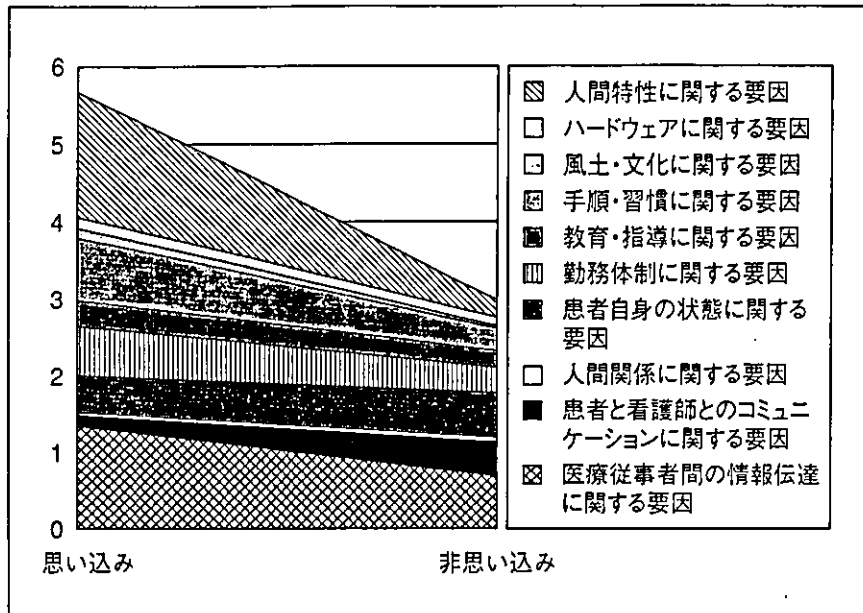 6
5
4
3
2
1
0
思い込み
非思い込み
人間特性に関する要因
ハードウェアに関する要因
風土・文化に関する要因
手順・習慣に関する要因
教育・指導に関する要因
勤務体制に関する要因
患者自身の状態に関する
要因
人間関係に関する要因
患者と看護師とのコミュニ
ケーションに関する要因
医療従事者間の情報伝達
に関する要因